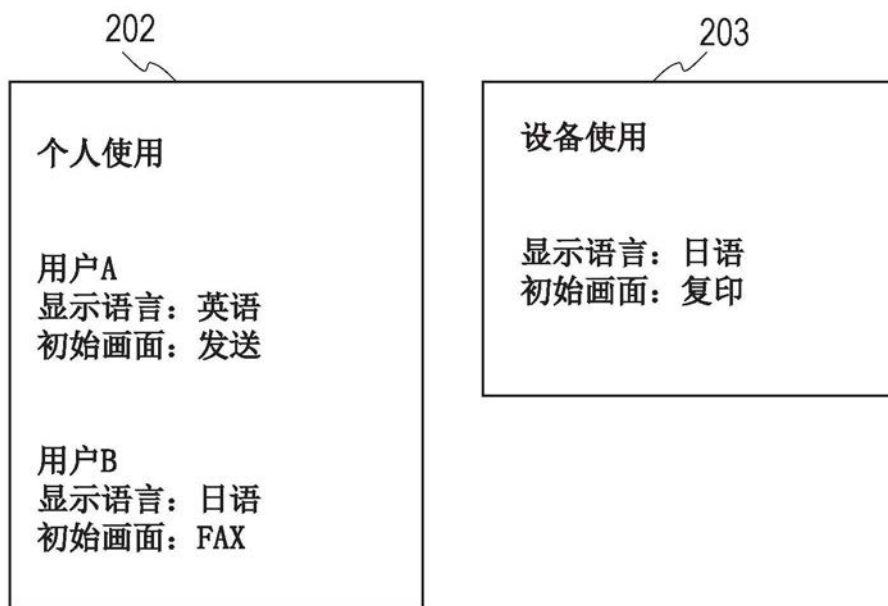 202
个人使用
用户A
显示语言：英语
初始画面：发送
用户B
显示语言：日语
初始画面：FAX
203
设备使用
显示语言：日语
初始画面：复印